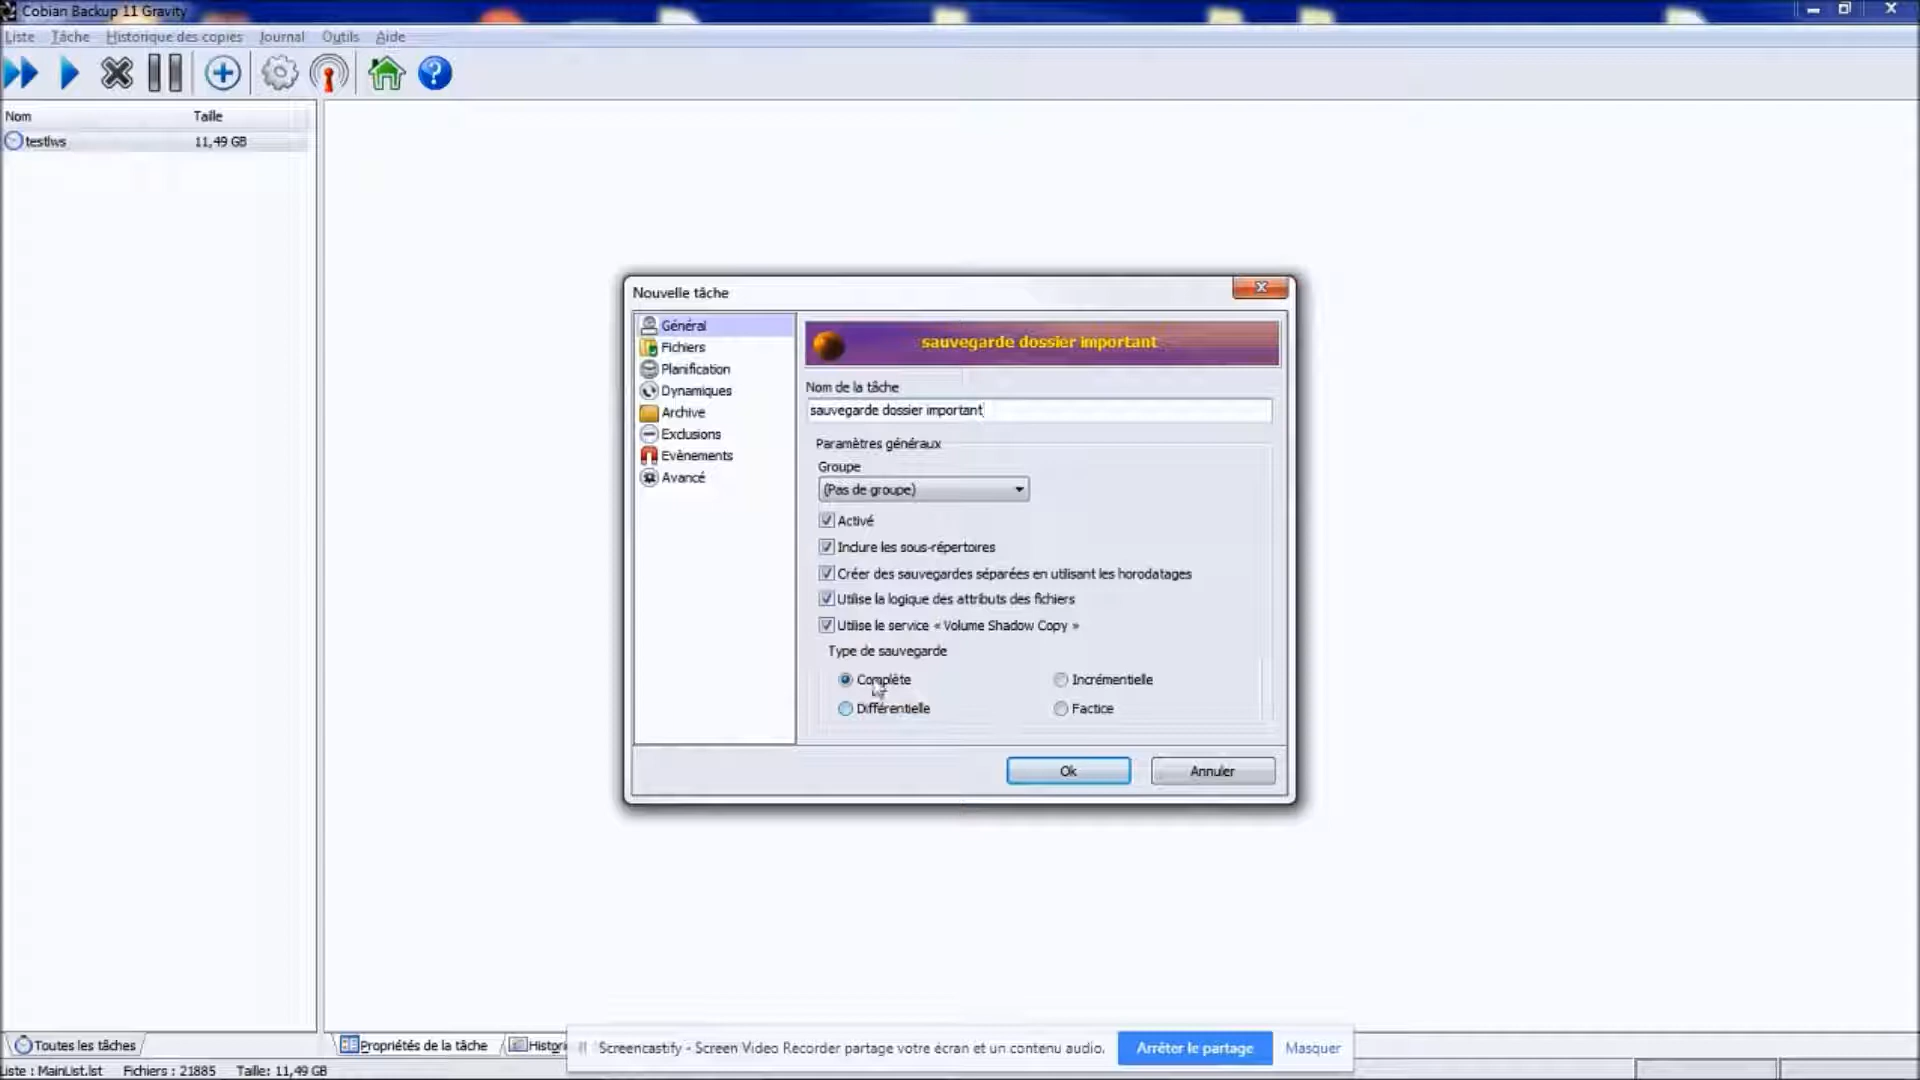 Cobian Backup 11 Gravity
Liste Tâche Historique des copies Journal Outils Aide
Nom Taille
testlws 11,49 GB
Nouvelle tâche
Général
Fichiers
Planification
Dynamiques
Archive
Exclusions
Evènements
Avancé
sauvegarde dossier important
Nom de la tâche
sauvegarde dossier important
Paramètres généraux
Groupe
(Pas de groupe)
Activé
Inclure les sous-répertoires
Créer des sauvegardes séparées en utilisant les horodatages
Utilise la logique des attributs des fichiers
Utilise le service « Volume Shadow Copy »
Type de sauvegarde
Complète Incrémentielle
Différentielle Factice
Ok Annuler
Toutes les tâches Propriétés de la tâche Histori
Screencastify - Screen Video Recorder partage votre écran et un contenu audio. Arrêter le partage Masquer
Liste : MainList.lst Fichiers : 21885 Taille: 11,49 GB